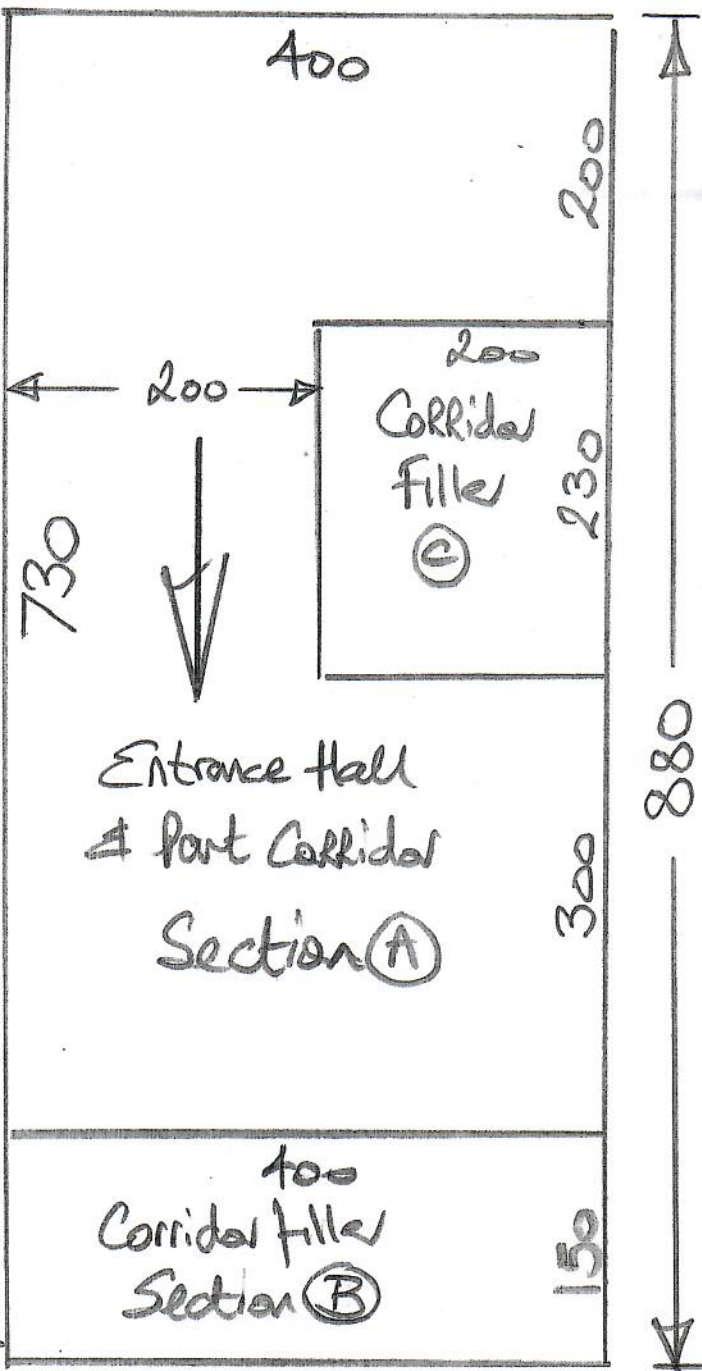 400
200
200
200
CoRRidor
Filler
C
230
730
Entrance Hall
& Part CoRRidor
Section A
300
880
400
Corridor filler
Section B
150